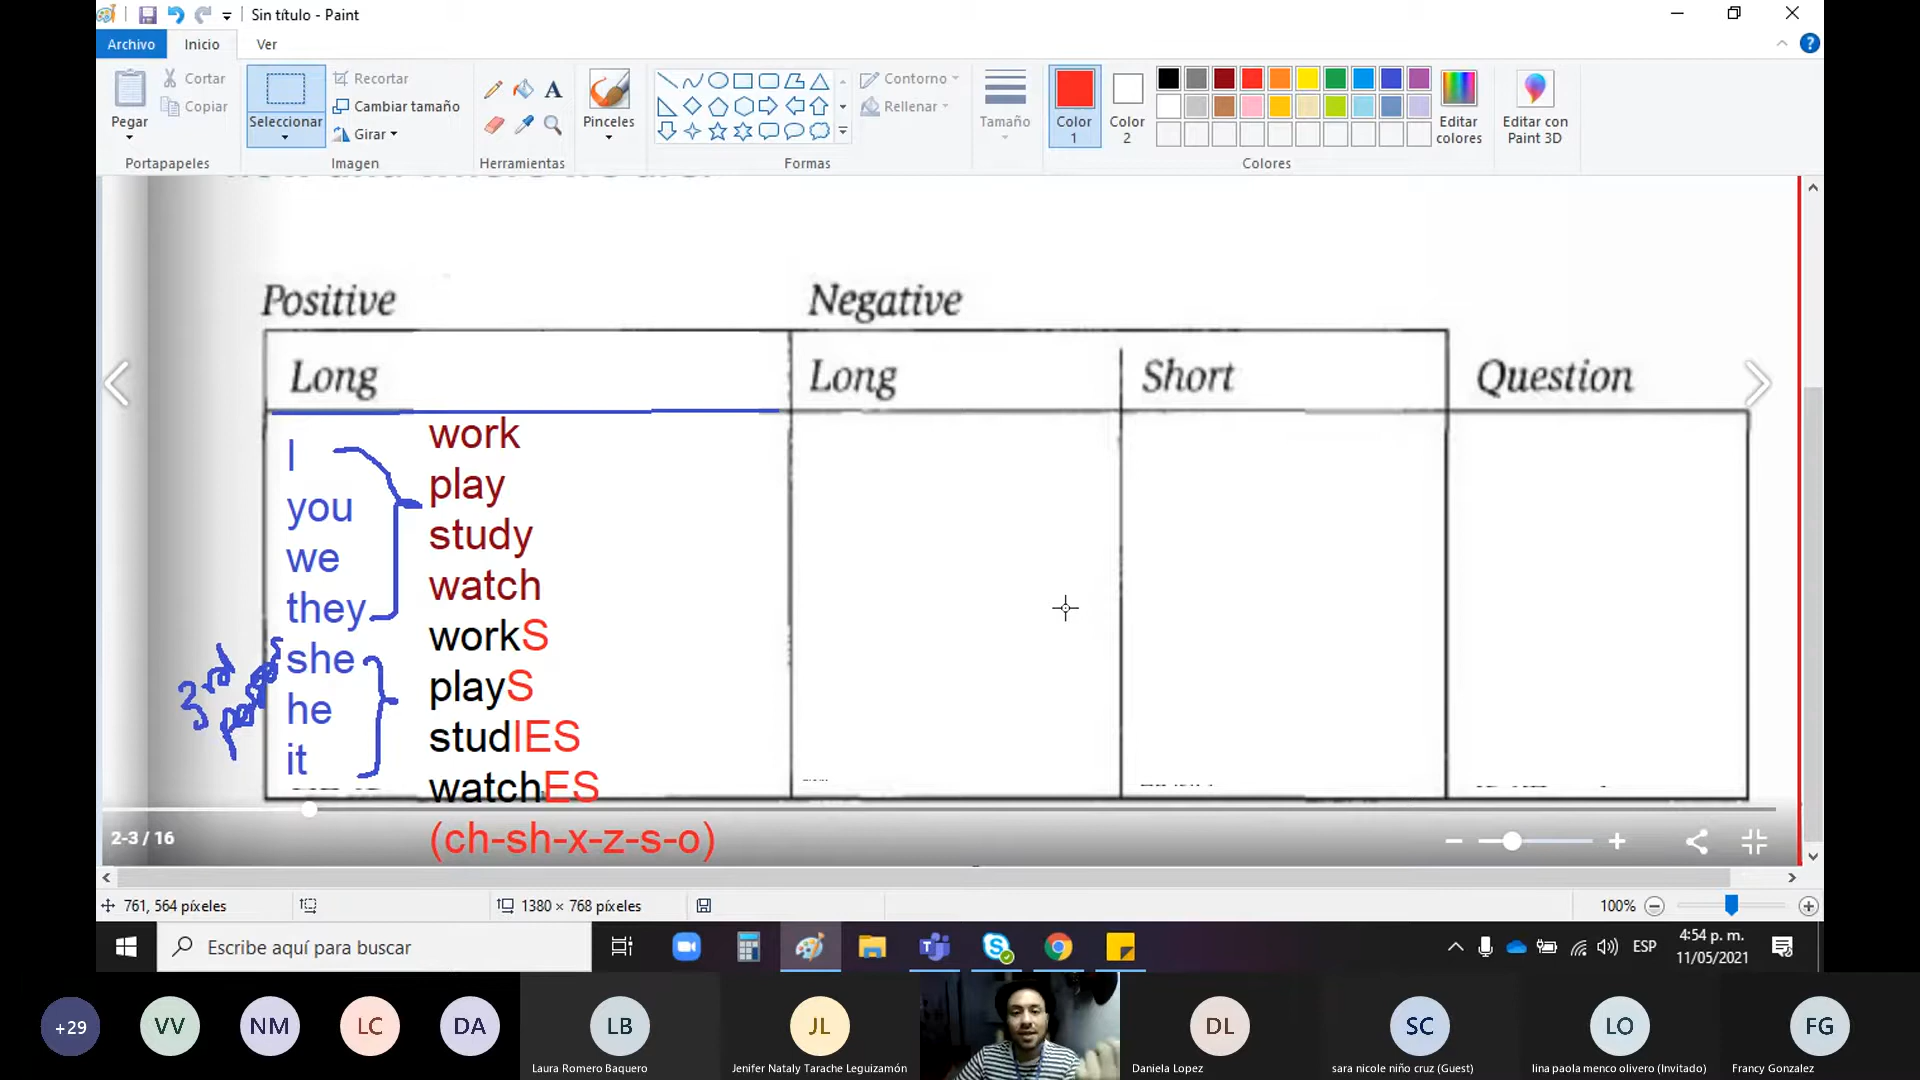 Sin título - Paint
Archivo Inicio Ver
Pegar
Cortar
Copiar
Portapapeles
Seleccionar
Recortar
Cambiar tamaño
Girar
Imagen
A
Herramientas
Pinceles
Contorno
Rellenar
Formas
Tamaño
Color 1
Color 2
Editar colores
Colores
Editar con Paint 3D
Positive Negative
Long Long Short Question
I
you
we
they
she
he
it
3rd
person
work
play
study
watch
workS
playS
studIES
watchES
(ch-sh-x-z-s-o)
2-3 / 16
761, 564 píxeles 1380 × 768 píxeles 100%
Escribe aquí para buscar
ESP
4:54 p. m.
11/05/2021
+29 VV NM LC DA LB JL DL SC LO FG
Laura Romero Baquero Jenifer Nataly Tarache Leguizamón Daniela Lopez sara nicole niño cruz (Guest) lina paola menco olivero (Invitado) Francy Gonzalez